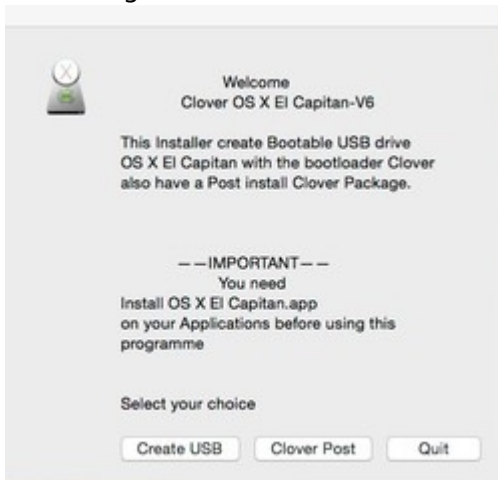 Welcome
Clover OS X El Capitan-V6
This Installer create Bootable USB drive
OS X El Capitan with the bootloader Clover
also have a Post install Clover Package.
——IMPORTANT——
You need
Install OS X El Capitan.app
on your Applications before using this
programme
Select your choice
Create USB Clover Post Quit